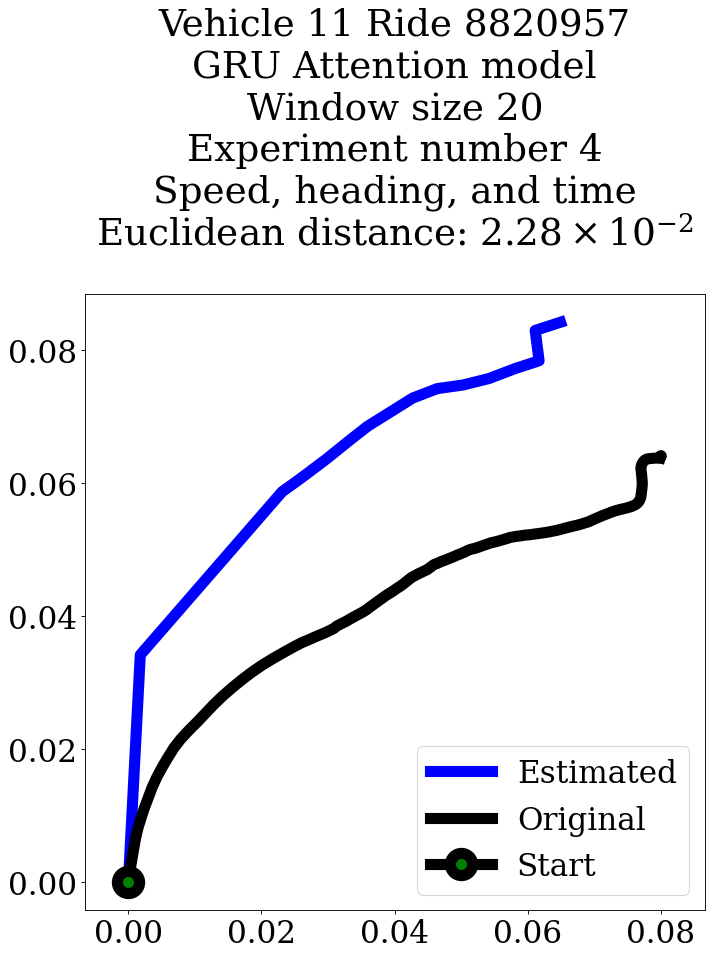 Vehicle 11 Ride 8820957
GRU Attention model
Window size 20
Experiment number 4
Speed, heading, and time
Euclidean distance: 2.28 × 10⁻²
0.08
0.06
0.04
0.02
0.00
Estimated
Original
Start
0.00 0.02 0.04 0.06 0.08